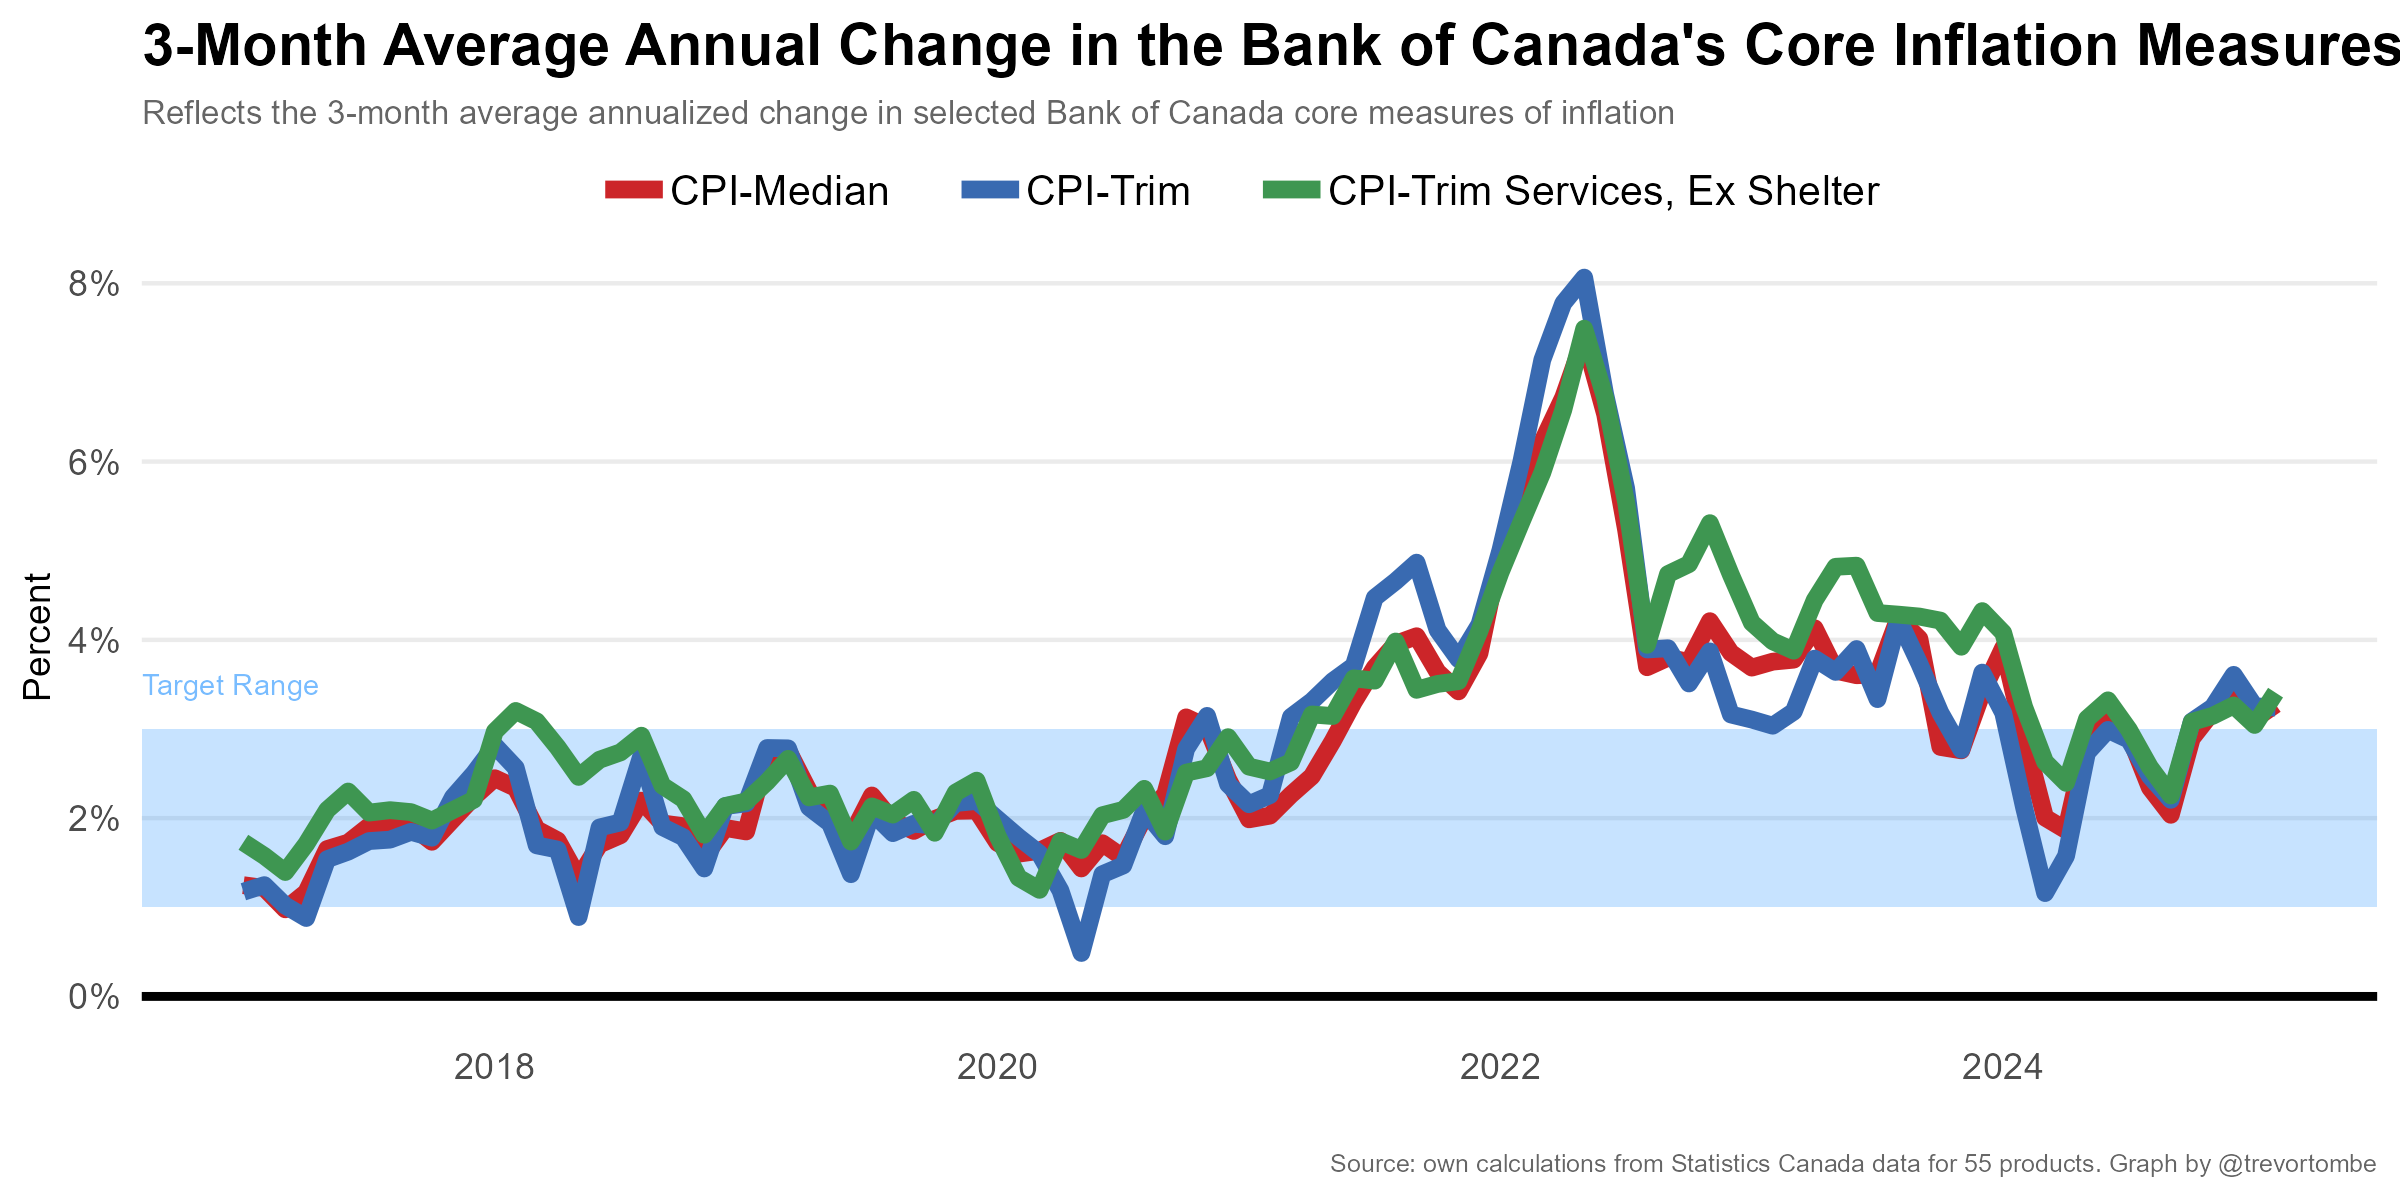 3-Month Average Annual Change in the Bank of Canada's Core Inflation Measures
Reflects the 3-month average annualized change in selected Bank of Canada core measures of inflation
CPI-Median CPI-Trim CPI-Trim Services, Ex Shelter
8%
6%
4%
2%
0%
Percent
Target Range
2018 2020 2022 2024
Source: own calculations from Statistics Canada data for 55 products. Graph by @trevortombe